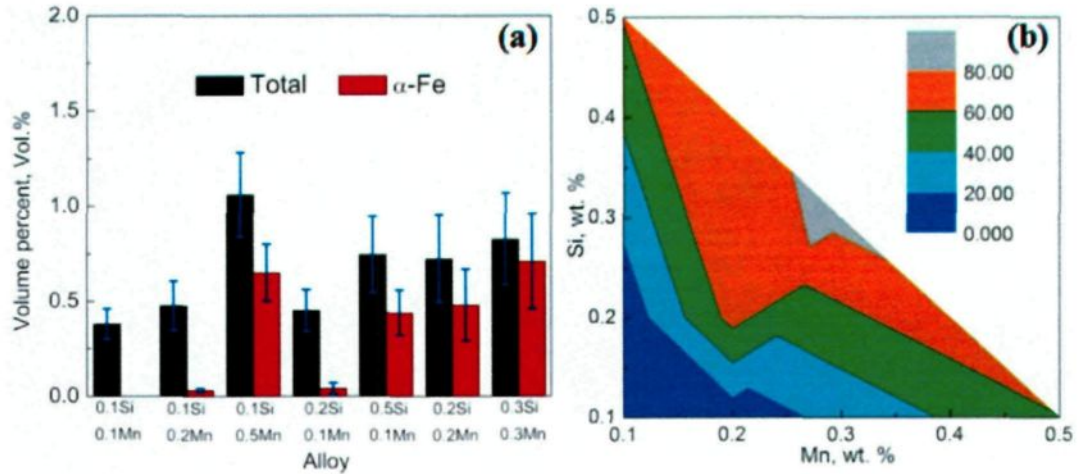 (a)
Total
α-Fe
Volume percent, Vol.%
2.0
1.5
1.0
0.5
0.0
0.1Si 0.1Si 0.1Si 0.2Si 0.5Si 0.2Si 0.3Si
0.1Mn 0.2Mn 0.5Mn 0.1Mn 0.1Mn 0.2Mn 0.3Mn
Alloy
(b)
Si, wt. %
0.5
0.4
0.3
0.2
0.1
80.00
60.00
40.00
20.00
0.000
0.1 0.2 0.3 0.4 0.5
Mn, wt. %